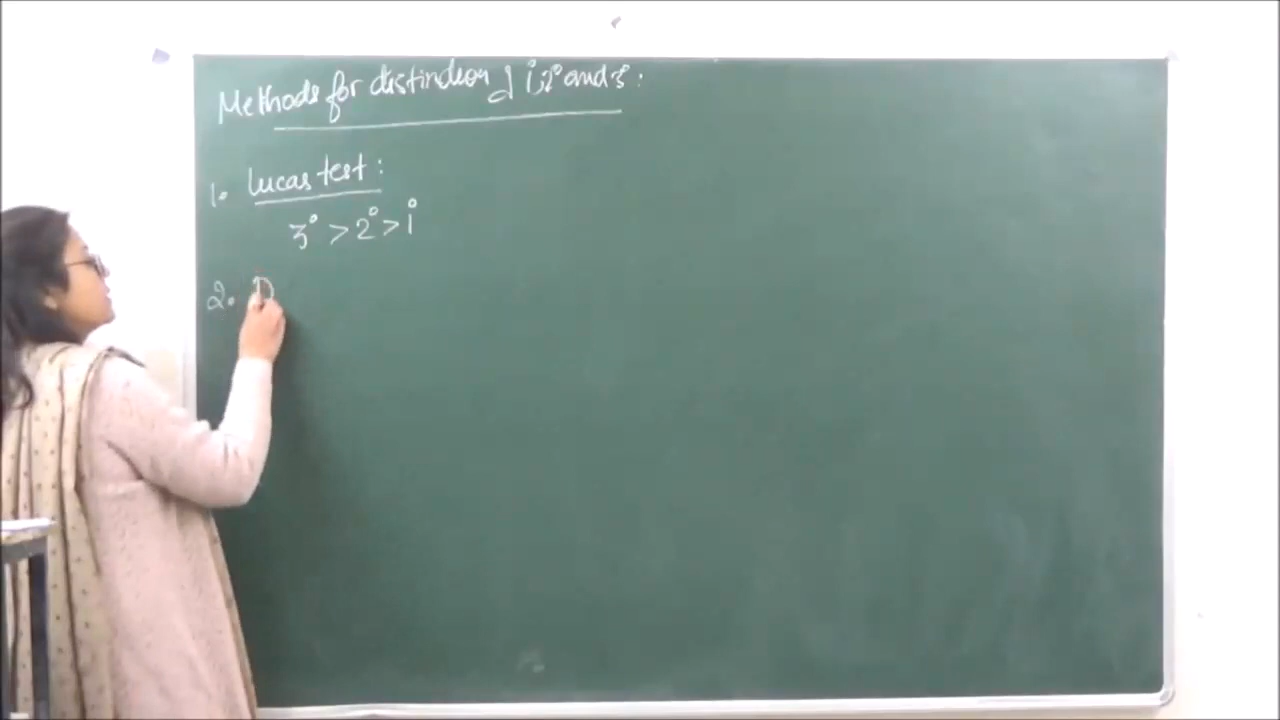 Methods for distinction of 1°, 2° and 3° :
1. Lucas test :
3° > 2° > 1°
2. D